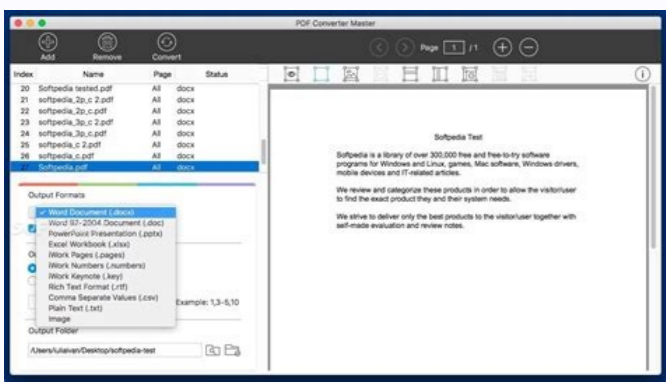 PDF Converter Master
Add Remove Convert
Page 1 /1
Index Name Page Status
20 Softpedia tested.pdf All docx
21 softpedia_2p_c 2.pdf All docx
22 softpedia_2p_c.pdf All docx
23 softpedia_3p_c 2.pdf All docx
24 softpedia_3p_c.pdf All docx
25 softpedia_c 2.pdf All docx
26 softpedia_c.pdf All docx
Softpedia.pdf All docx
Output Formats
✓ Word Document (.docx)
Word 97-2004 Document (.doc)
PowerPoint Presentation (.pptx)
Excel Workbook (.xlsx)
iWork Pages (.pages)
iWork Numbers (.numbers)
iWork Keynote (.key)
Rich Text Format (.rtf)
Comma Separate Values (.csv)
Plain Text (.txt)
Image
Example: 1,3-5,10
Output Folder
/Users/iulaivan/Desktop/softpedia-test
Softpedia Test
Softpedia is a library of over 300,000 free and free-to-try software
programs for Windows and Linux, games, Mac software, Windows drivers,
mobile devices and IT-related articles.
We review and categorize these products in order to allow the visitor/user
to find the exact product they and their system needs.
We strive to deliver only the best products to the visitor/user together with
self-made evaluation and review notes.